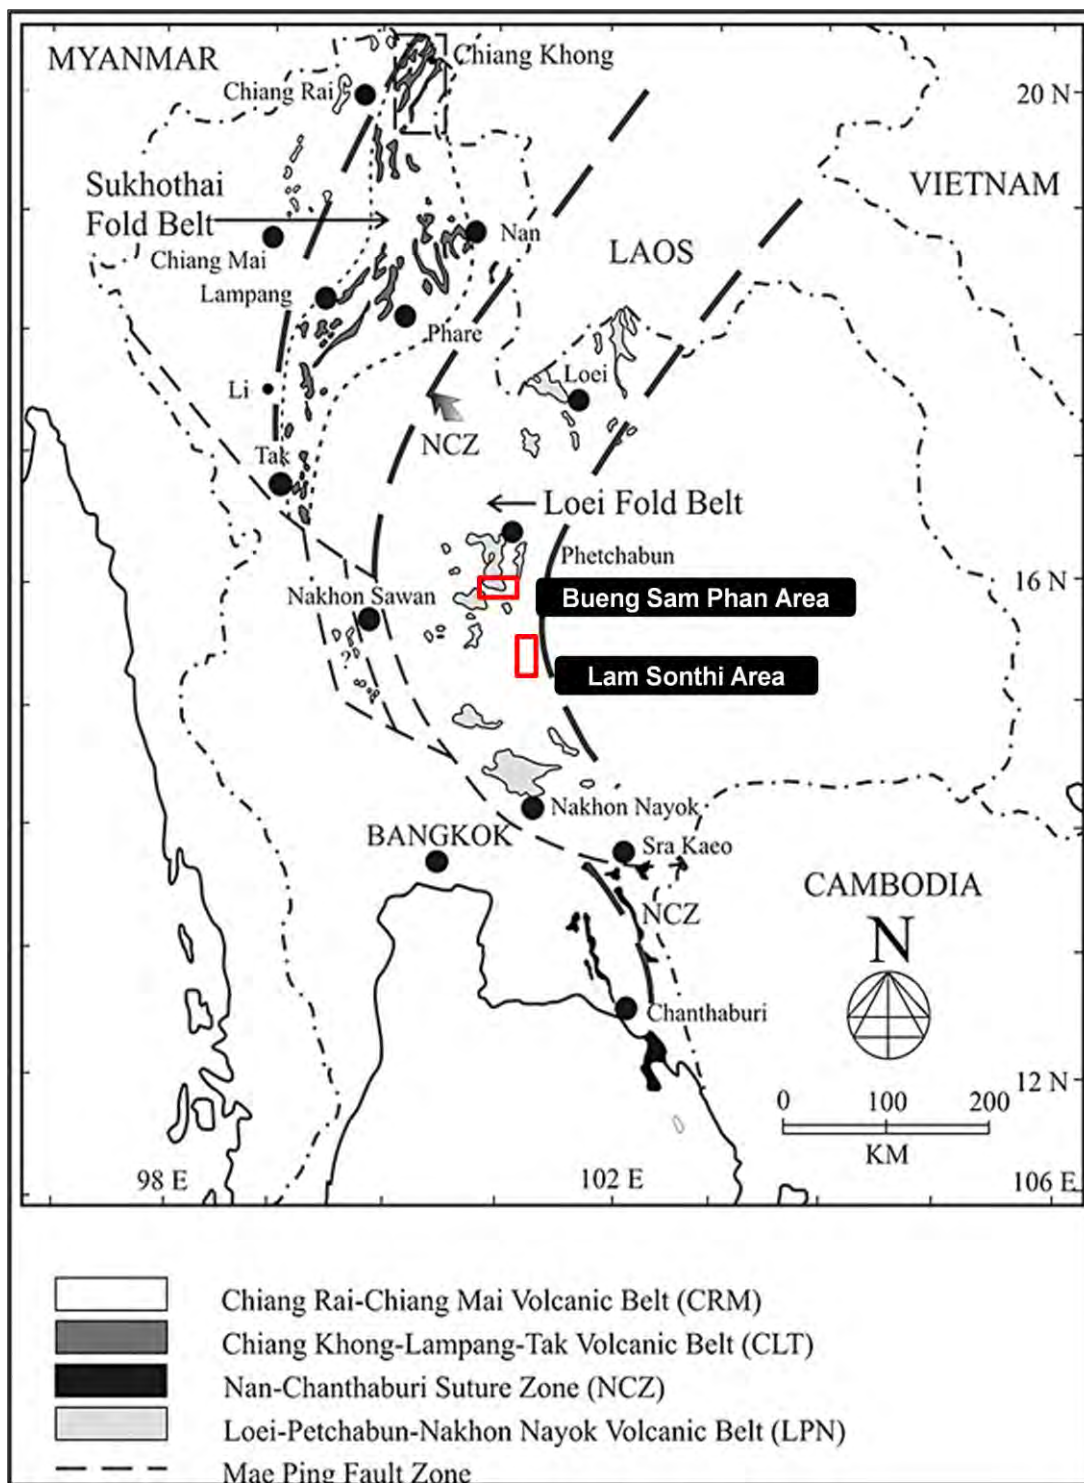 MYANMAR
Chiang Khong
Chiang Rai
20 N
Sukhothai
Fold Belt
VIETNAM
Nan
Chiang Mai
LAOS
Lampang
Phare
Loei
Li
NCZ
Tak
Loei Fold Belt
Phetchabun
16 N
Nakhon Sawan
Bueng Sam Phan Area
?
Lam Sonthi Area
Nakhon Nayok
BANGKOK
Sra Kaeo
CAMBODIA
NCZ
N
Chanthaburi
12 N
0 100 200
KM
98 E
102 E
106 E
Chiang Rai-Chiang Mai Volcanic Belt (CRM)
Chiang Khong-Lampang-Tak Volcanic Belt (CLT)
Nan-Chanthaburi Suture Zone (NCZ)
Loei-Petchabun-Nakhon Nayok Volcanic Belt (LPN)
Mae Ping Fault Zone